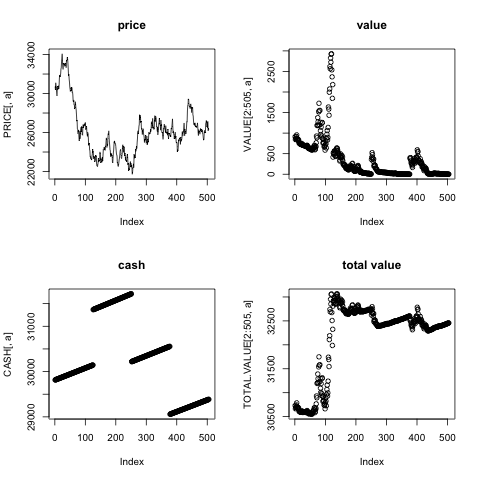 price
PRICE[, a]
22000 26000 30000 34000
0 100 200 300 400 500
Index
value
VALUE[2:505, a]
0 500 1500 2500
0 100 200 300 400 500
Index
cash
CASH[, a]
29000 30000 31000
0 100 200 300 400 500
Index
total value
TOTAL.VALUE[2:505, a]
30500 31500 32500
0 100 200 300 400 500
Index